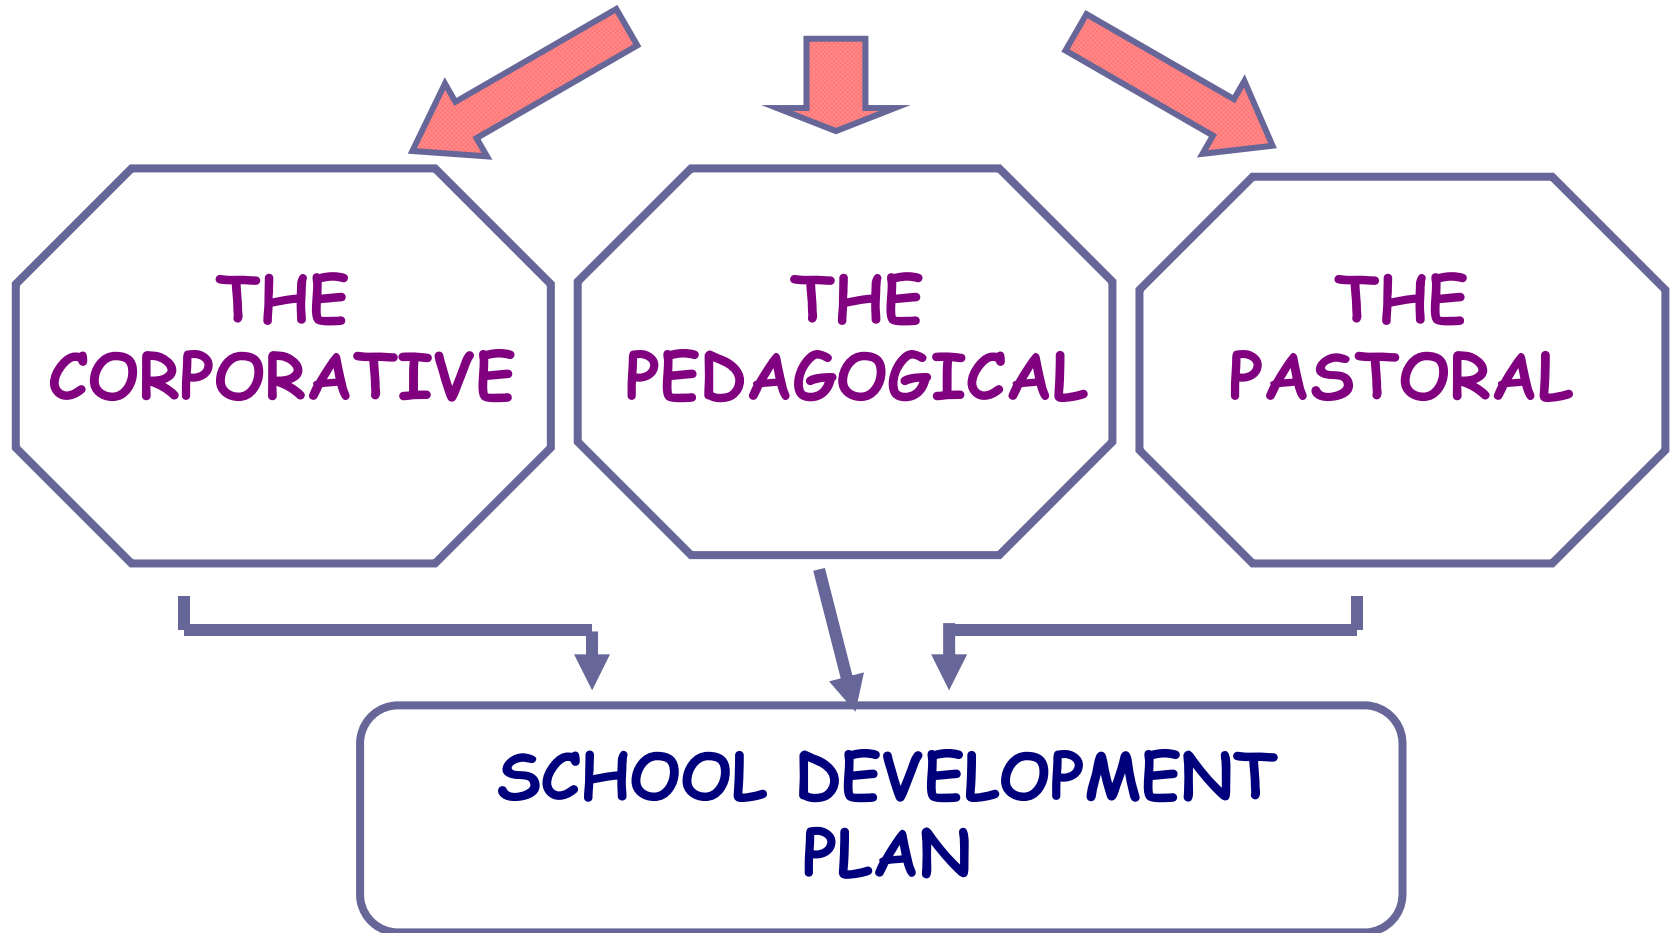 THE
CORPORATIVE
THE
PEDAGOGICAL
THE
PASTORAL
SCHOOL DEVELOPMENT
PLAN